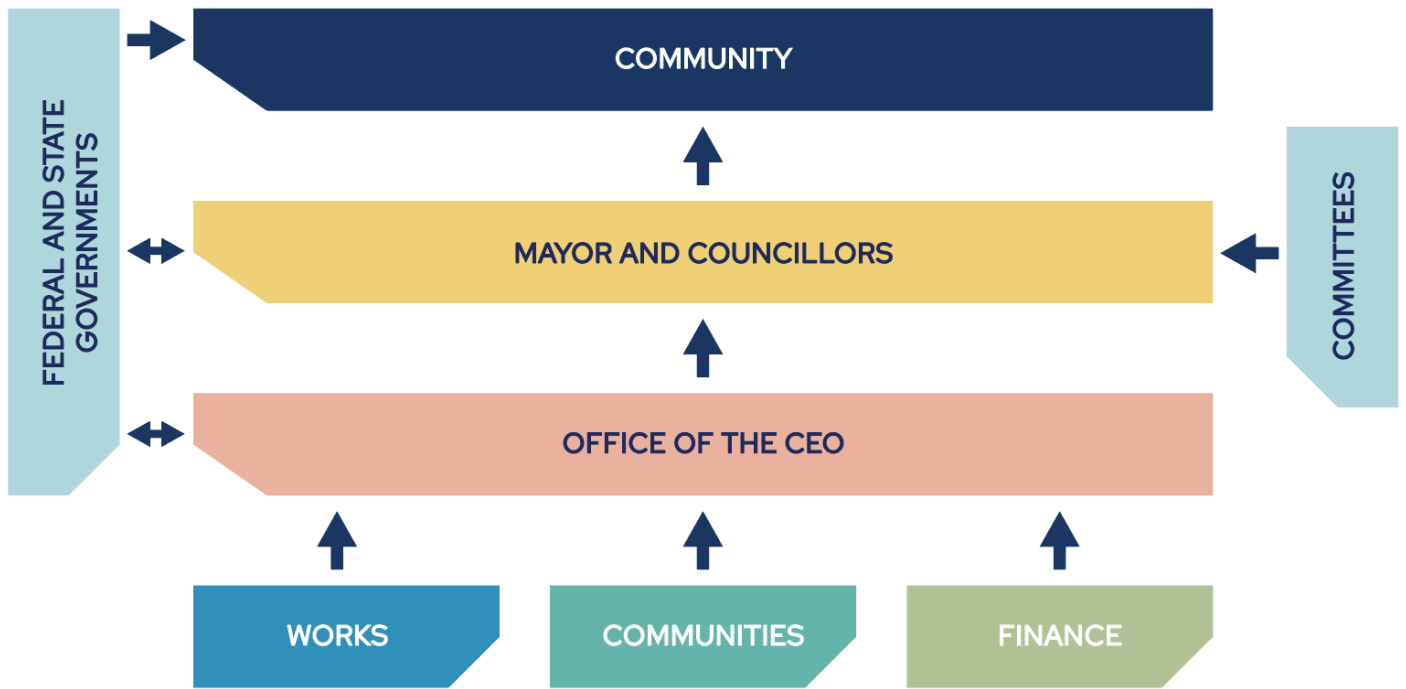 COMMUNITY
FEDERAL AND STATE
GOVERNMENTS
MAYOR AND COUNCILLORS
COMMITTEES
OFFICE OF THE CEO
WORKS
COMMUNITIES
FINANCE